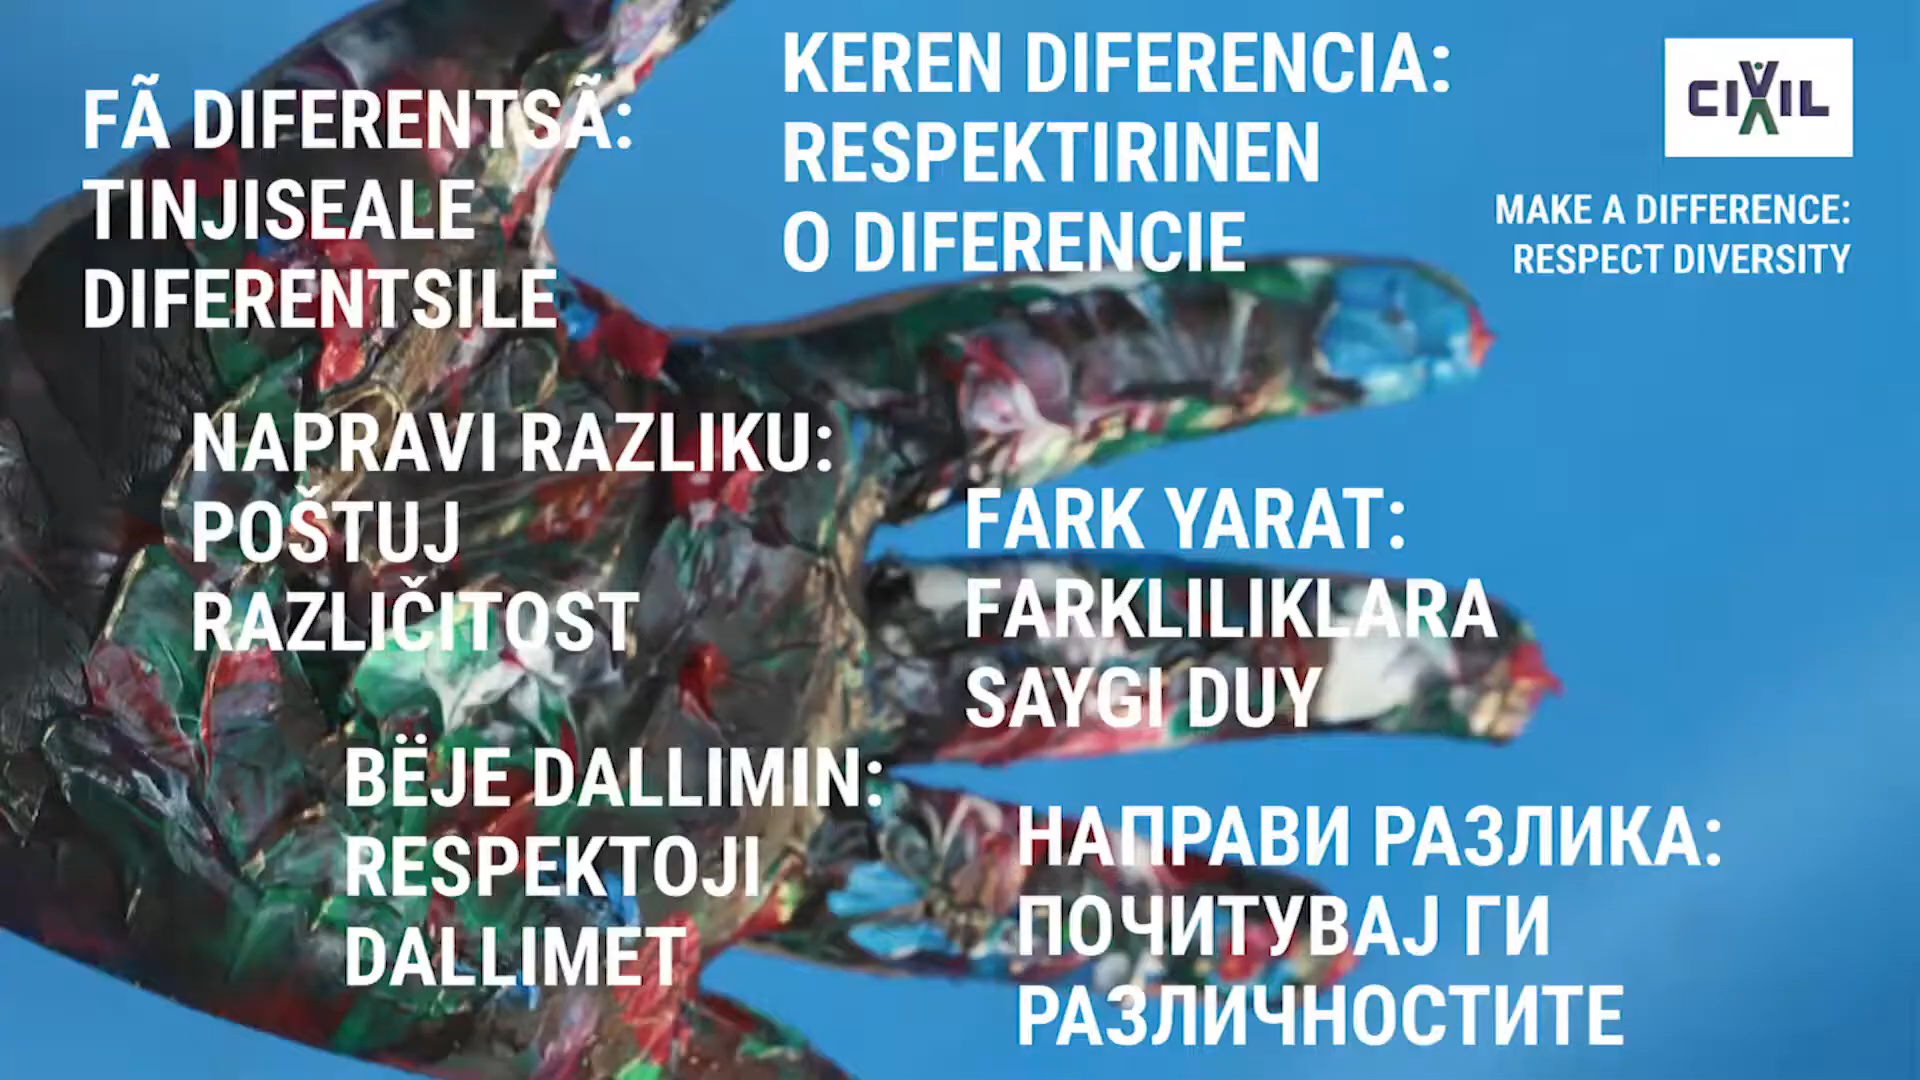 FÃ DIFERENTSÃ:
TINJISEALE
DIFERENTSILE
KEREN DIFERENCIA:
RESPEKTIRINEN
O DIFERENCIE
CIVIL
MAKE A DIFFERENCE:
RESPECT DIVERSITY
NAPRAVI RAZLIKU:
POŠTUJ
RAZLIČITOST
FARK YARAT:
FARKLILIKLARA
SAYGI DUY
BËJE DALLIMIN:
RESPEKTOJI
DALLIMET
НАПРАВИ РАЗЛИКА:
ПОЧИТУВАЈ ГИ
РАЗЛИЧНОСТИТЕ